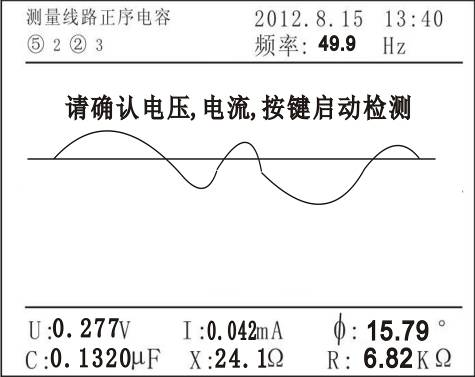 测量线路正序电容 2012.8.15 13:40
⑤ 2 ② 3 频率: 49.9 Hz
请确认电压,电流,按键启动检测
U:0.277V I:0.042mA ϕ: 15.79 °
C:0.1320μF X:24.1Ω R: 6.82KΩ